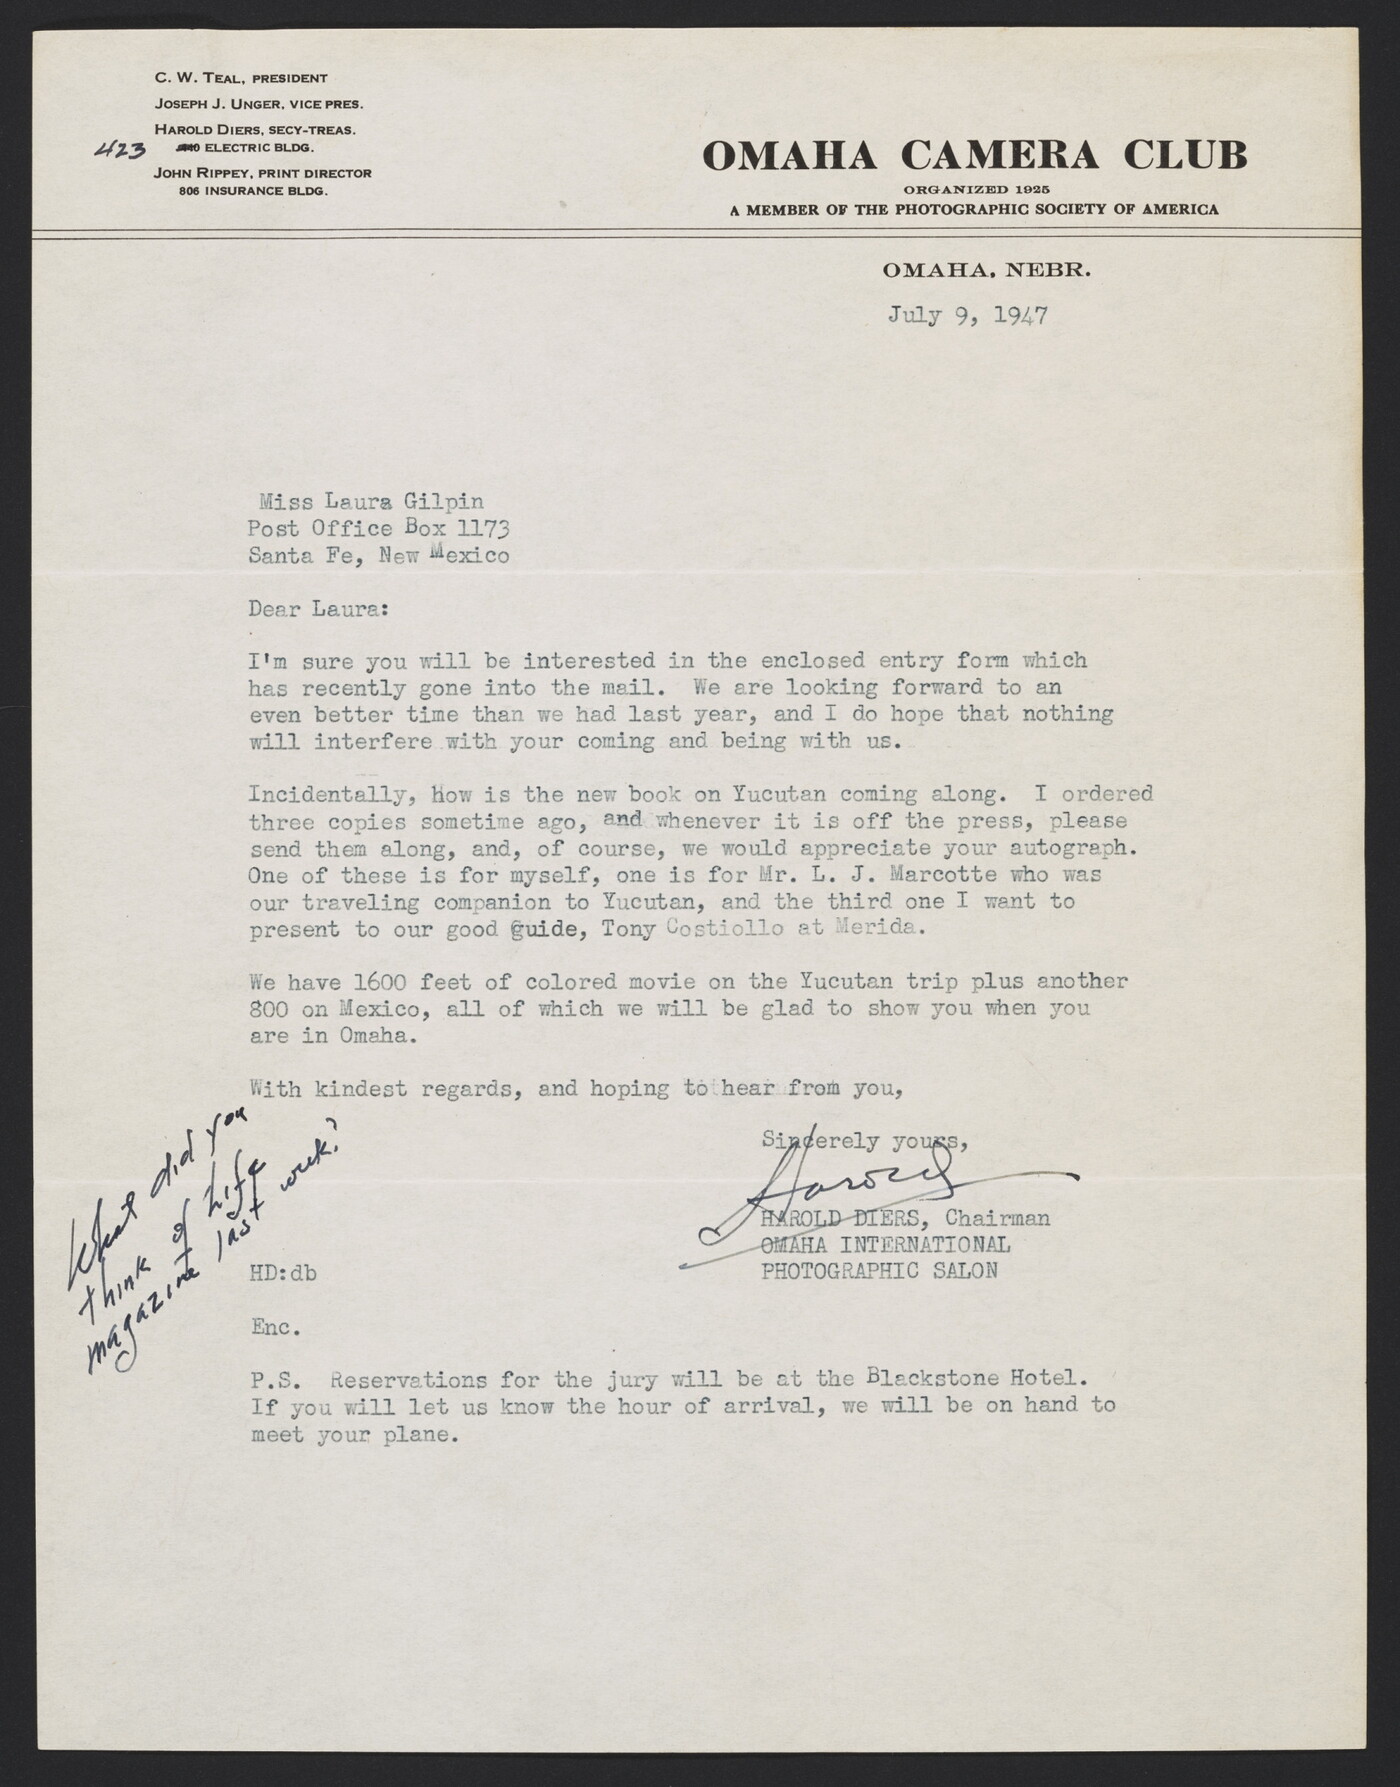 C. W. TEAL, PRESIDENT
JOSEPH J. UNGER, VICE PRES.
HAROLD DIERS, SECY-TREAS.
423 ELECTRIC BLDG.
JOHN RIPPEY, PRINT DIRECTOR
806 INSURANCE BLDG.
OMAHA CAMERA CLUB
ORGANIZED 1925
A MEMBER OF THE PHOTOGRAPHIC SOCIETY OF AMERICA
OMAHA, NEBR.
July 9, 1947
Miss Laura Gilpin
Post Office Box 1173
Santa Fe, New Mexico
Dear Laura:
I'm sure you will be interested in the enclosed entry form which
has recently gone into the mail. We are looking forward to an
even better time than we had last year, and I do hope that nothing
will interfere with your coming and being with us.
Incidentally, how is the new book on Yucutan coming along. I ordered
three copies sometime ago, and whenever it is off the press, please
send them along, and, of course, we would appreciate your autograph.
One of these is for myself, one is for Mr. L. J. Marcotte who was
our traveling companion to Yucutan, and the third one I want to
present to our good guide, Tony Costiollo at Merida.
We have 1600 feet of colored movie on the Yucutan trip plus another
800 on Mexico, all of which we will be glad to show you when you
are in Omaha.
With kindest regards, and hoping to hear from you,
Sincerely yours,
Harold
HAROLD DIERS, Chairman
OMAHA INTERNATIONAL
PHOTOGRAPHIC SALON
What did you
think of Life
magazine last week?
HD:db
Enc.
P.S. Reservations for the jury will be at the Blackstone Hotel.
If you will let us know the hour of arrival, we will be on hand to
meet your plane.